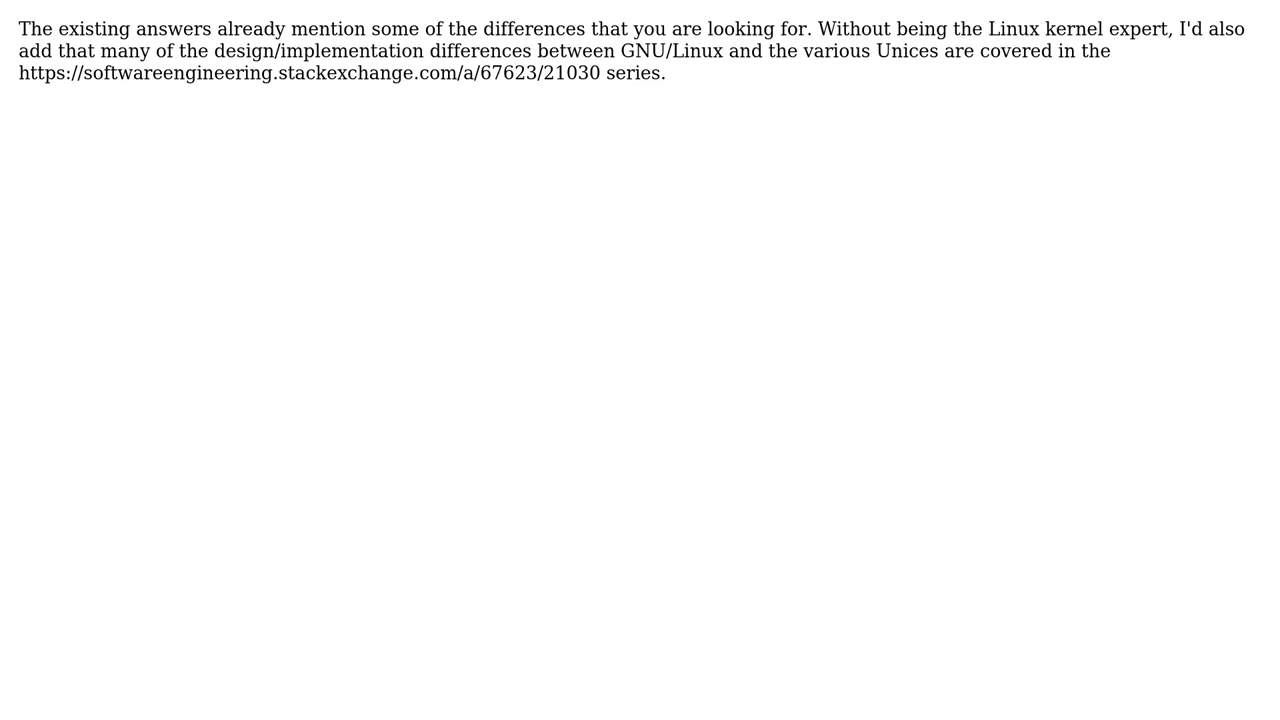 The existing answers already mention some of the differences that you are looking for. Without being the Linux kernel expert, I'd also
add that many of the design/implementation differences between GNU/Linux and the various Unices are covered in the
https://softwareengineering.stackexchange.com/a/67623/21030 series.